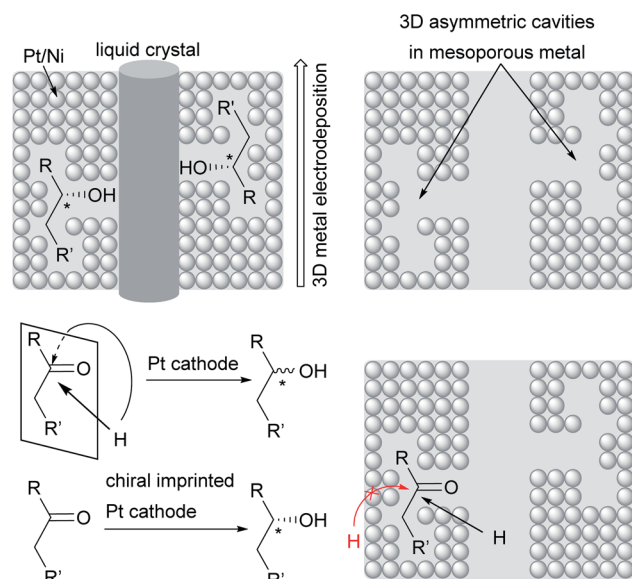 Pt/Ni
liquid crystal
3D asymmetric cavities
in mesoporous metal
R'
HO
*
R
R
OH
*
R'
3D metal electrodeposition
R
O
R'
H
Pt cathode
R
OH
*
R'
R
O
R'
chiral imprinted
Pt cathode
R
OH
*
R'
R
O
H
H
R'